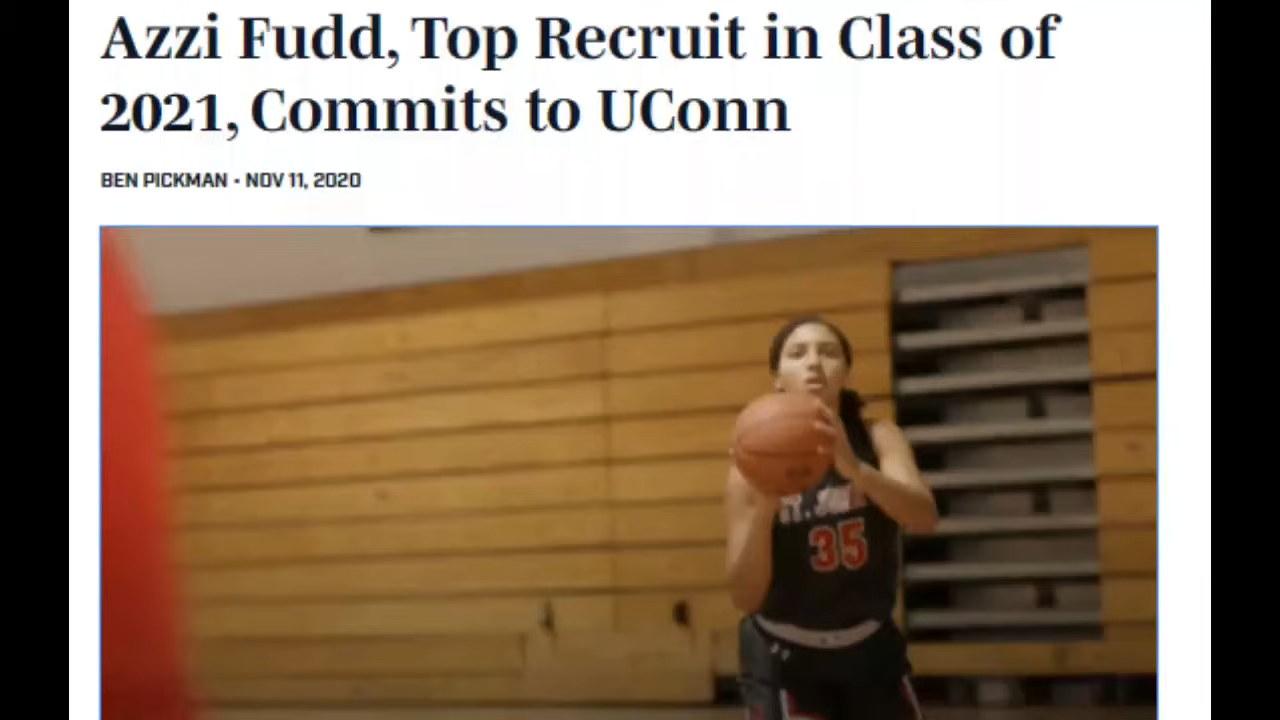 Azzi Fudd, Top Recruit in Class of
2021, Commits to UConn
BEN PICKMAN • NOV 11, 2020
35